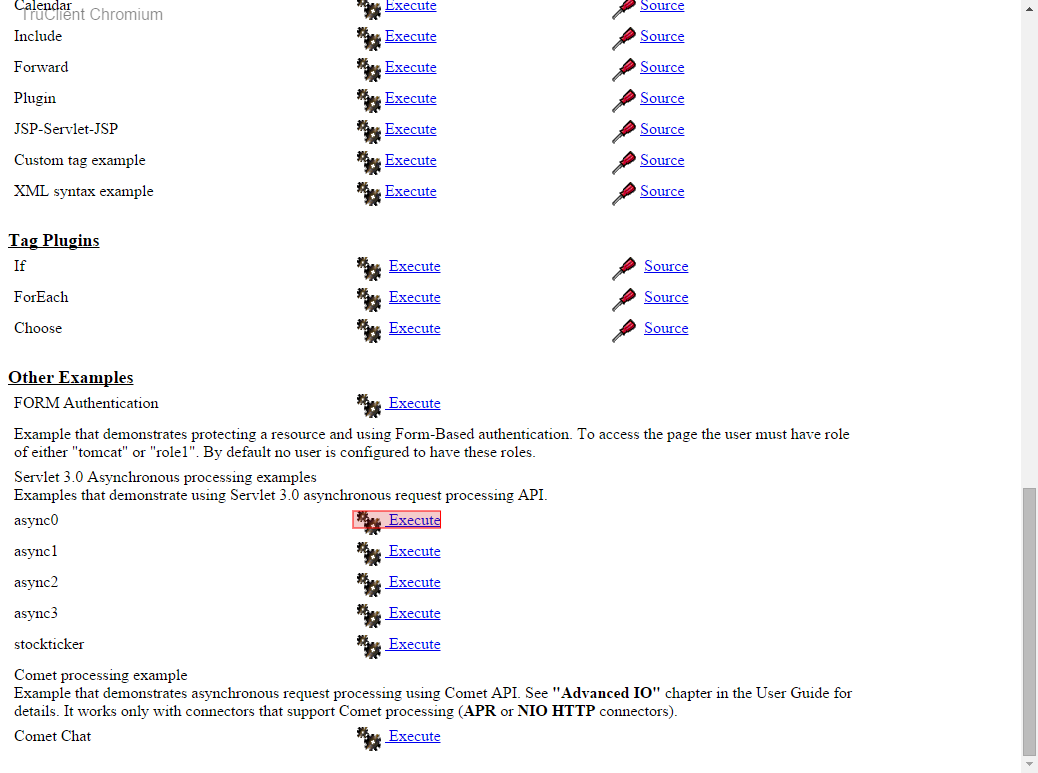 Calendar Execute Source
TruClient Chromium
Include Execute Source
Forward Execute Source
Plugin Execute Source
JSP-Servlet-JSP Execute Source
Custom tag example Execute Source
XML syntax example Execute Source
Tag Plugins
If Execute Source
ForEach Execute Source
Choose Execute Source
Other Examples
FORM Authentication Execute
Example that demonstrates protecting a resource and using Form-Based authentication. To access the page the user must have role
of either "tomcat" or "role1". By default no user is configured to have these roles.
Servlet 3.0 Asynchronous processing examples
Examples that demonstrate using Servlet 3.0 asynchronous request processing API.
async0 Execute
async1 Execute
async2 Execute
async3 Execute
stockticker Execute
Comet processing example
Example that demonstrates asynchronous request processing using Comet API. See "Advanced IO" chapter in the User Guide for
details. It works only with connectors that support Comet processing (APR or NIO HTTP connectors).
Comet Chat Execute